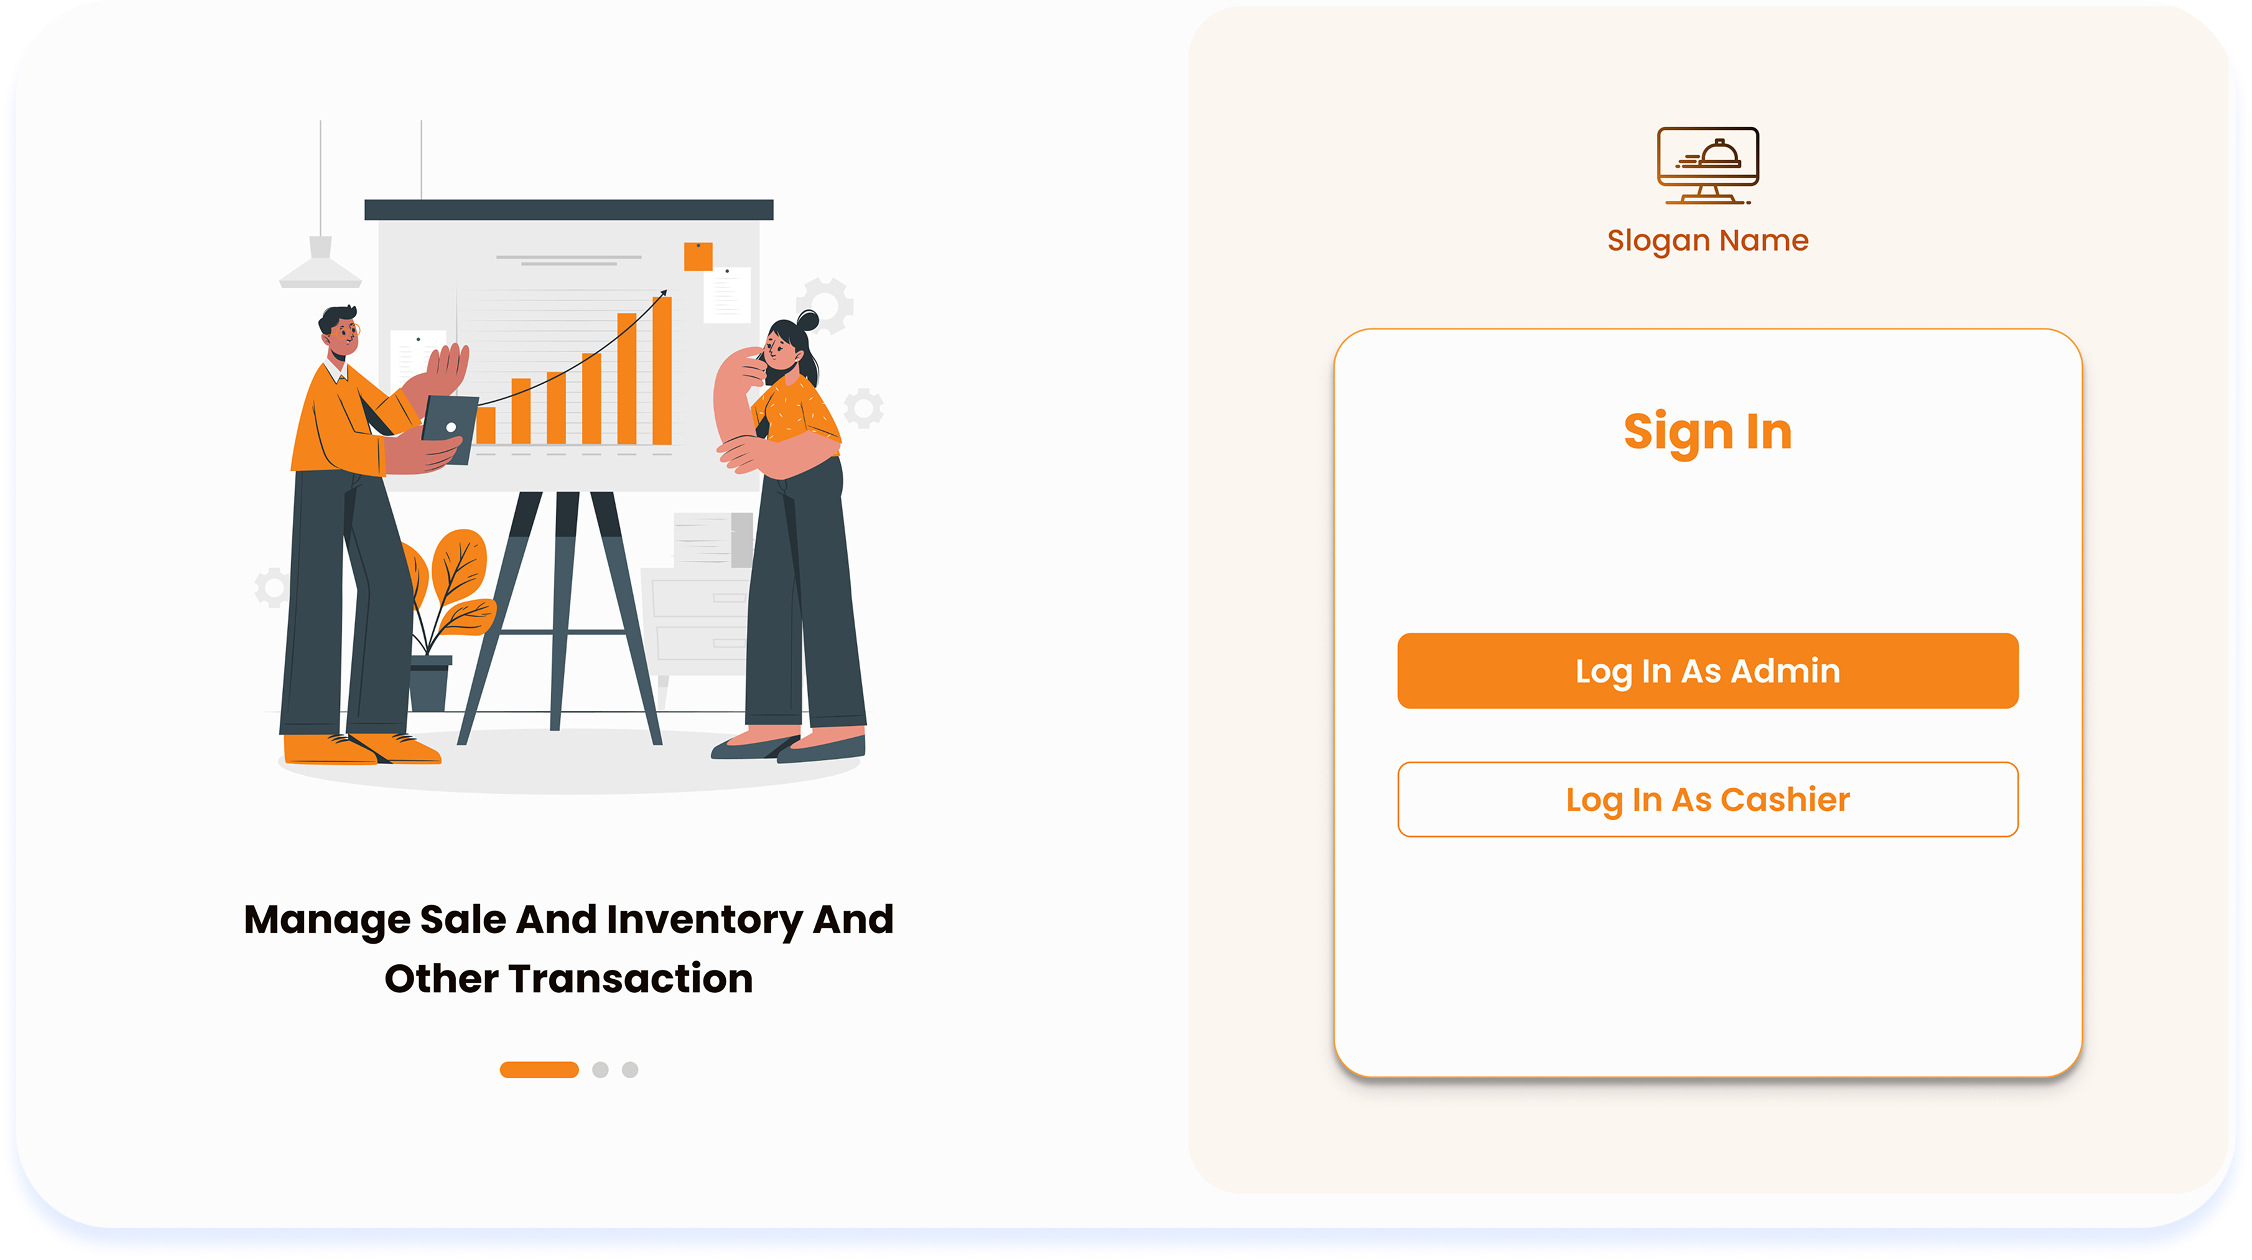 Manage Sale And Inventory And
Other Transaction
Slogan Name
Sign In
Log In As Admin
Log In As Cashier